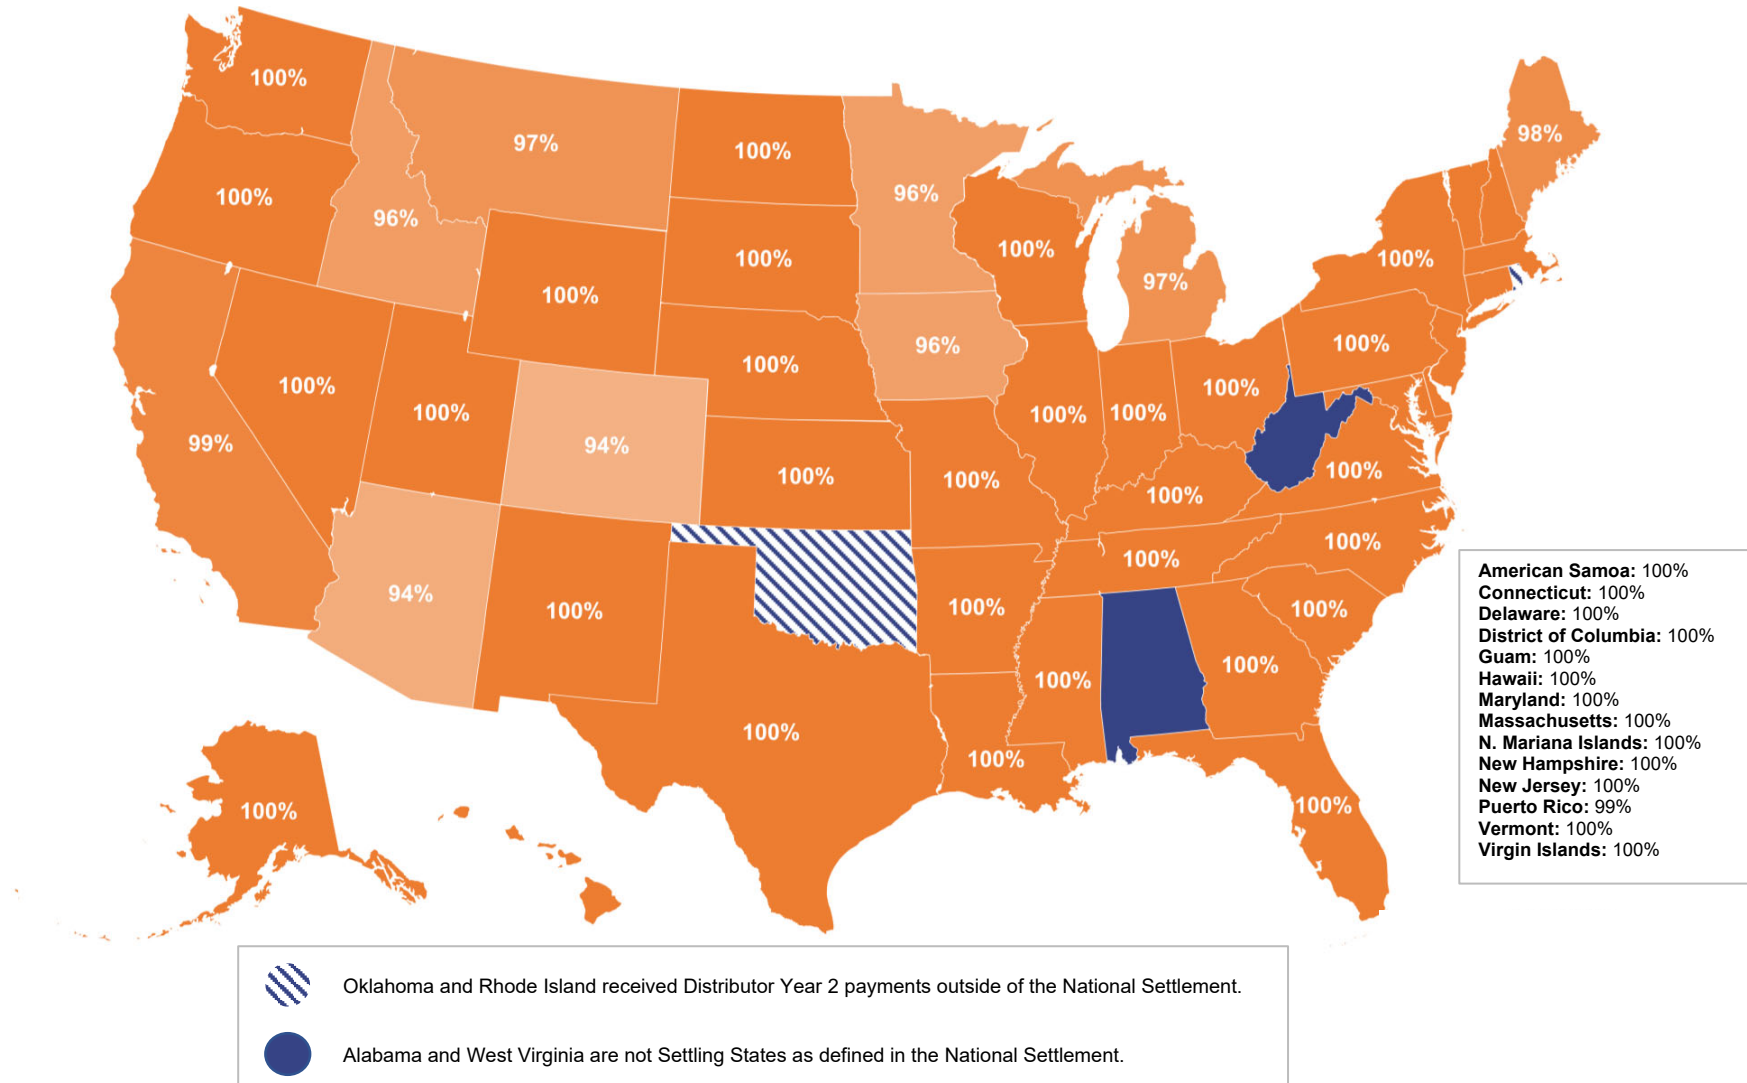 100%
98%
97%
100%
96%
100%
96%
100%
100%
100%
100%
97%
100%
96%
100%
100%
100%
99%
100%
100%
94%
100%
100%
100%
100%
100%
100%
100%
100%
100%
94%
100%
100%
100%
100%
100%
100%
100%
100%
100%
100%
American Samoa: 100%
Connecticut: 100%
Delaware: 100%
District of Columbia: 100%
Guam: 100%
Hawaii: 100%
Maryland: 100%
Massachusetts: 100%
N. Mariana Islands: 100%
New Hampshire: 100%
New Jersey: 100%
Puerto Rico: 99%
Vermont: 100%
Virgin Islands: 100%
Oklahoma and Rhode Island received Distributor Year 2 payments outside of the National Settlement.
Alabama and West Virginia are not Settling States as defined in the National Settlement.